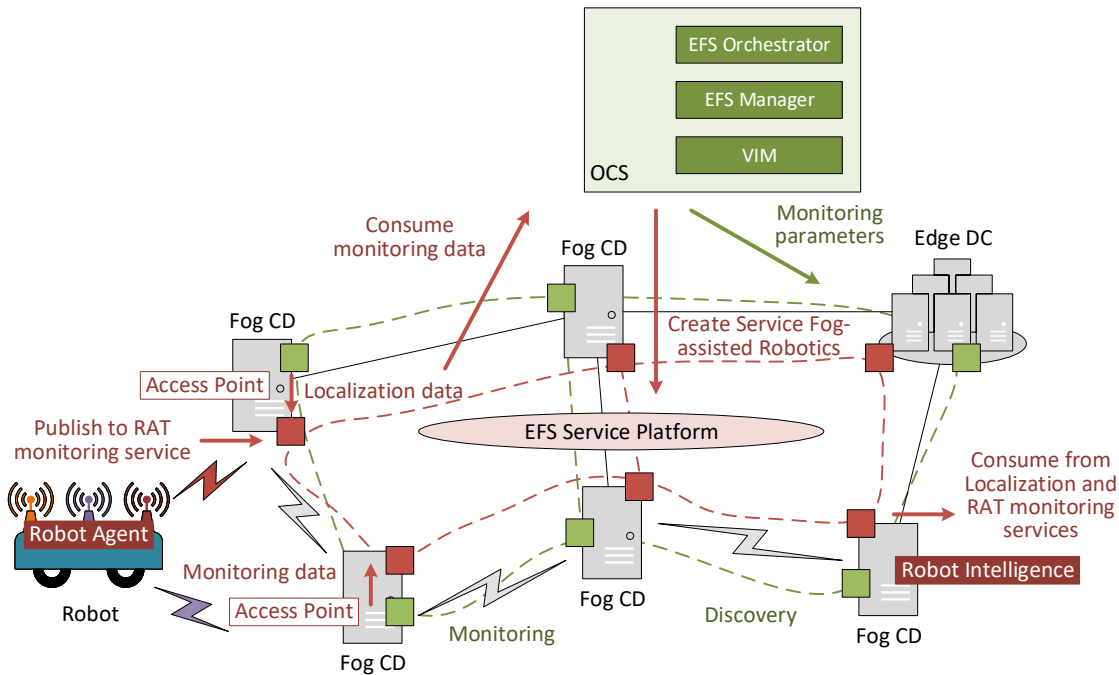 EFS Orchestrator
EFS Manager
VIM
OCS
Consume
monitoring data
Monitoring
parameters
Fog CD
Edge DC
Fog CD
Create Service Fog-
assisted Robotics
Access Point
Localization data
Publish to RAT
monitoring service
EFS Service Platform
Consume from
Localization and
RAT monitoring
services
Robot Agent
Monitoring data
Robot Intelligence
Access Point
Robot
Fog CD
Monitoring
Discovery
Fog CD
Fog CD